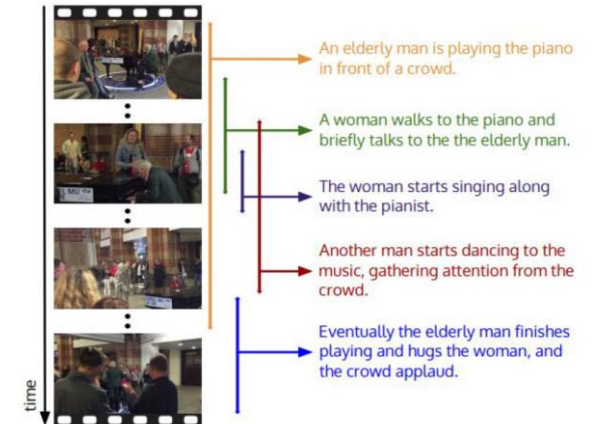 An elderly man is playing the piano
in front of a crowd.
A woman walks to the piano and
briefly talks to the the elderly man.
EL MU
The woman starts singing along
with the pianist.
Another man starts dancing to the
music, gathering attention from the
crowd.
Eventually the elderly man finishes
playing and hugs the woman, and
the crowd applaud.
time